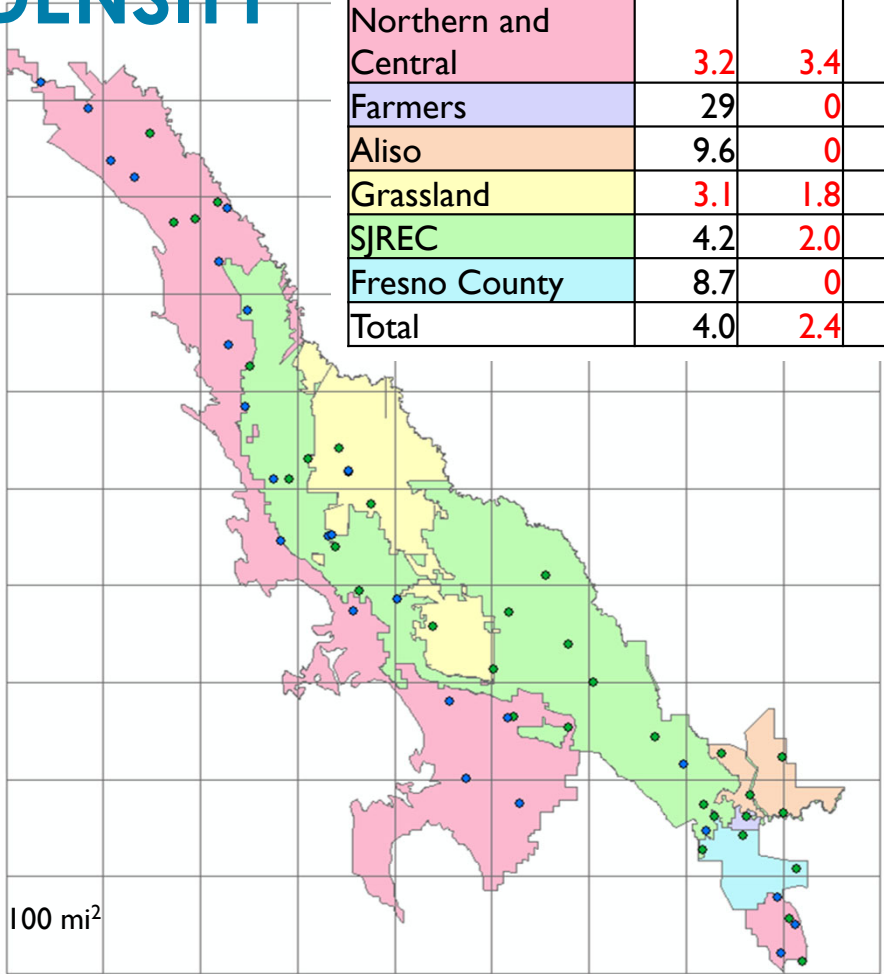 DENSITY
Northern and
Central 3.2 3.4
Farmers 29 0
Aliso 9.6 0
Grassland 3.1 1.8
SJREC 4.2 2.0
Fresno County 8.7 0
Total 4.0 2.4
100 mi²